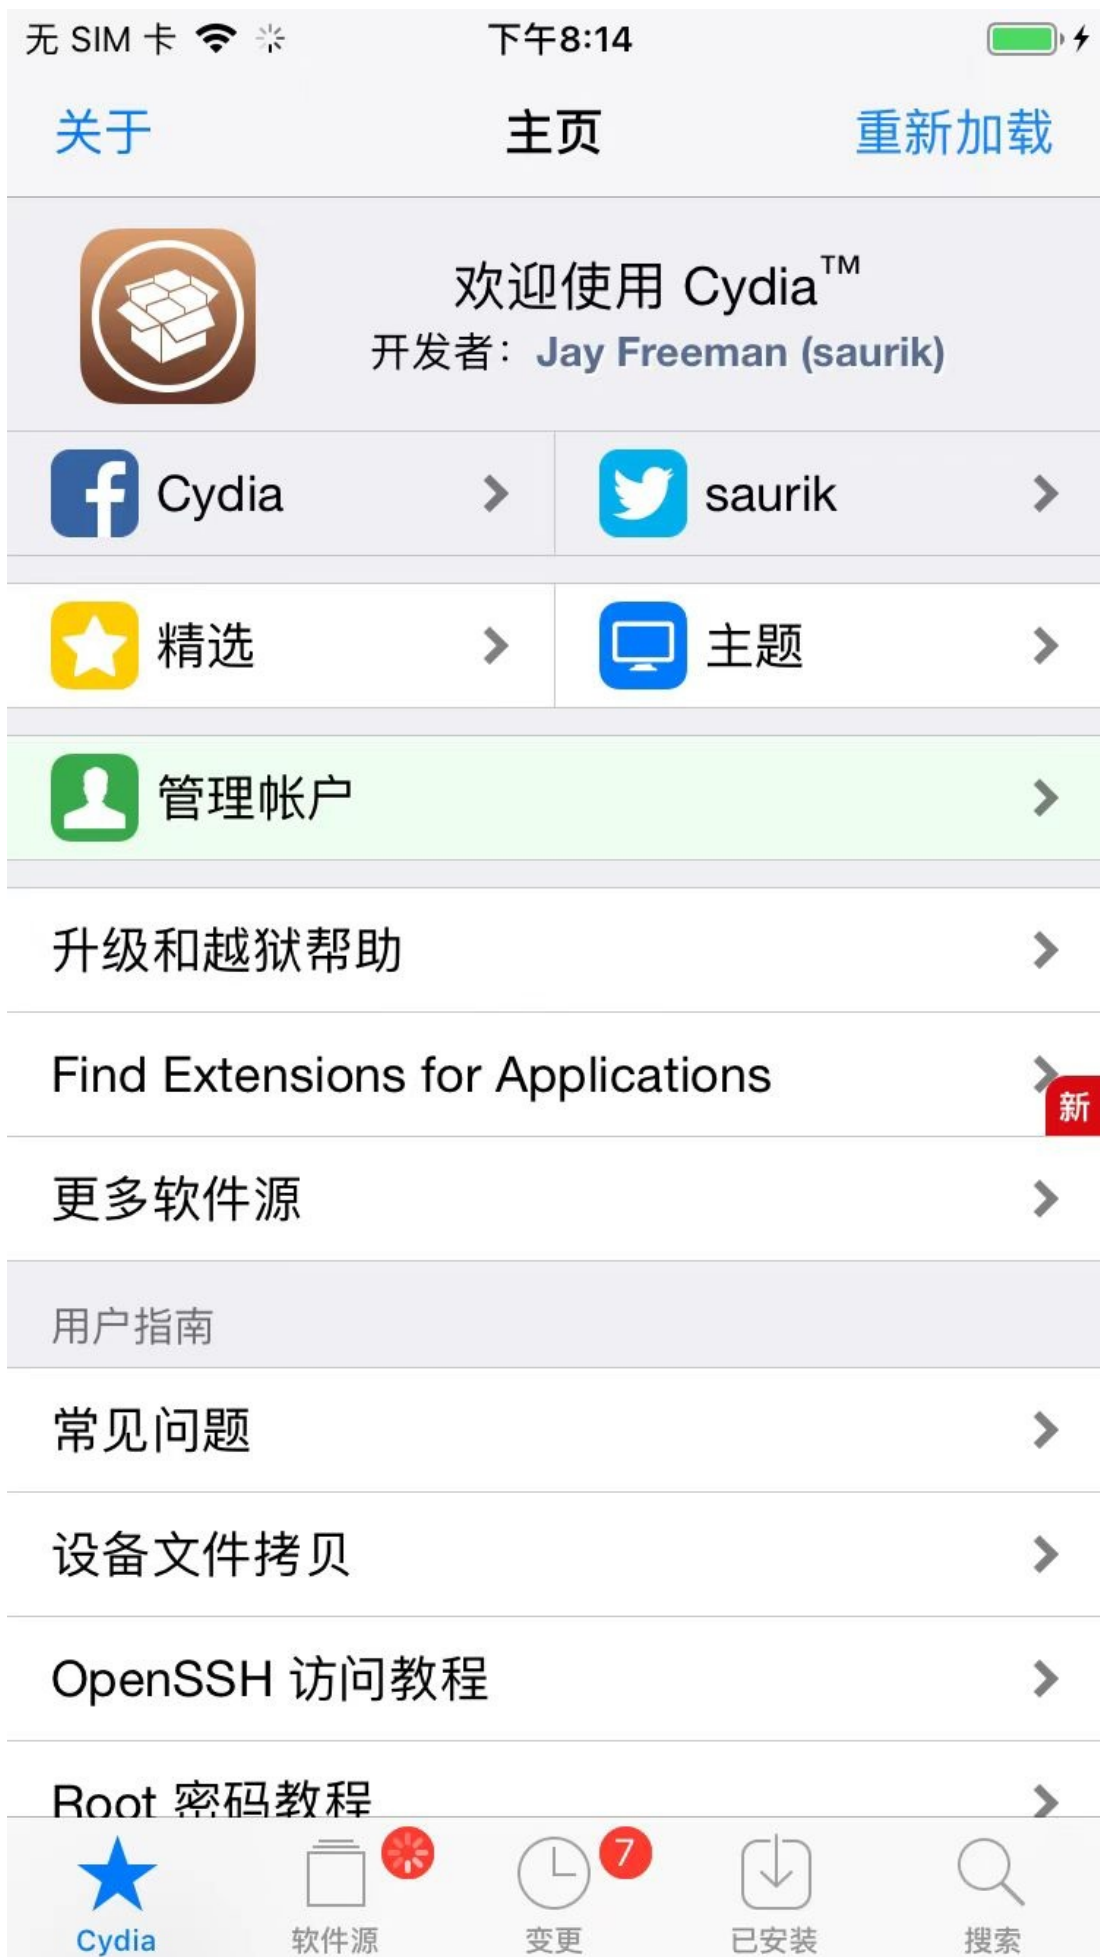 无 SIM 卡 下午8:14
关于 主页 重新加载
欢迎使用 Cydia™
开发者：Jay Freeman (saurik)
Cydia saurik
精选 主题
管理帐户
升级和越狱帮助
Find Extensions for Applications
新
更多软件源
用户指南
常见问题
设备文件拷贝
OpenSSH 访问教程
Root 密码教程
7
Cydia 软件源 变更 已安装 搜索